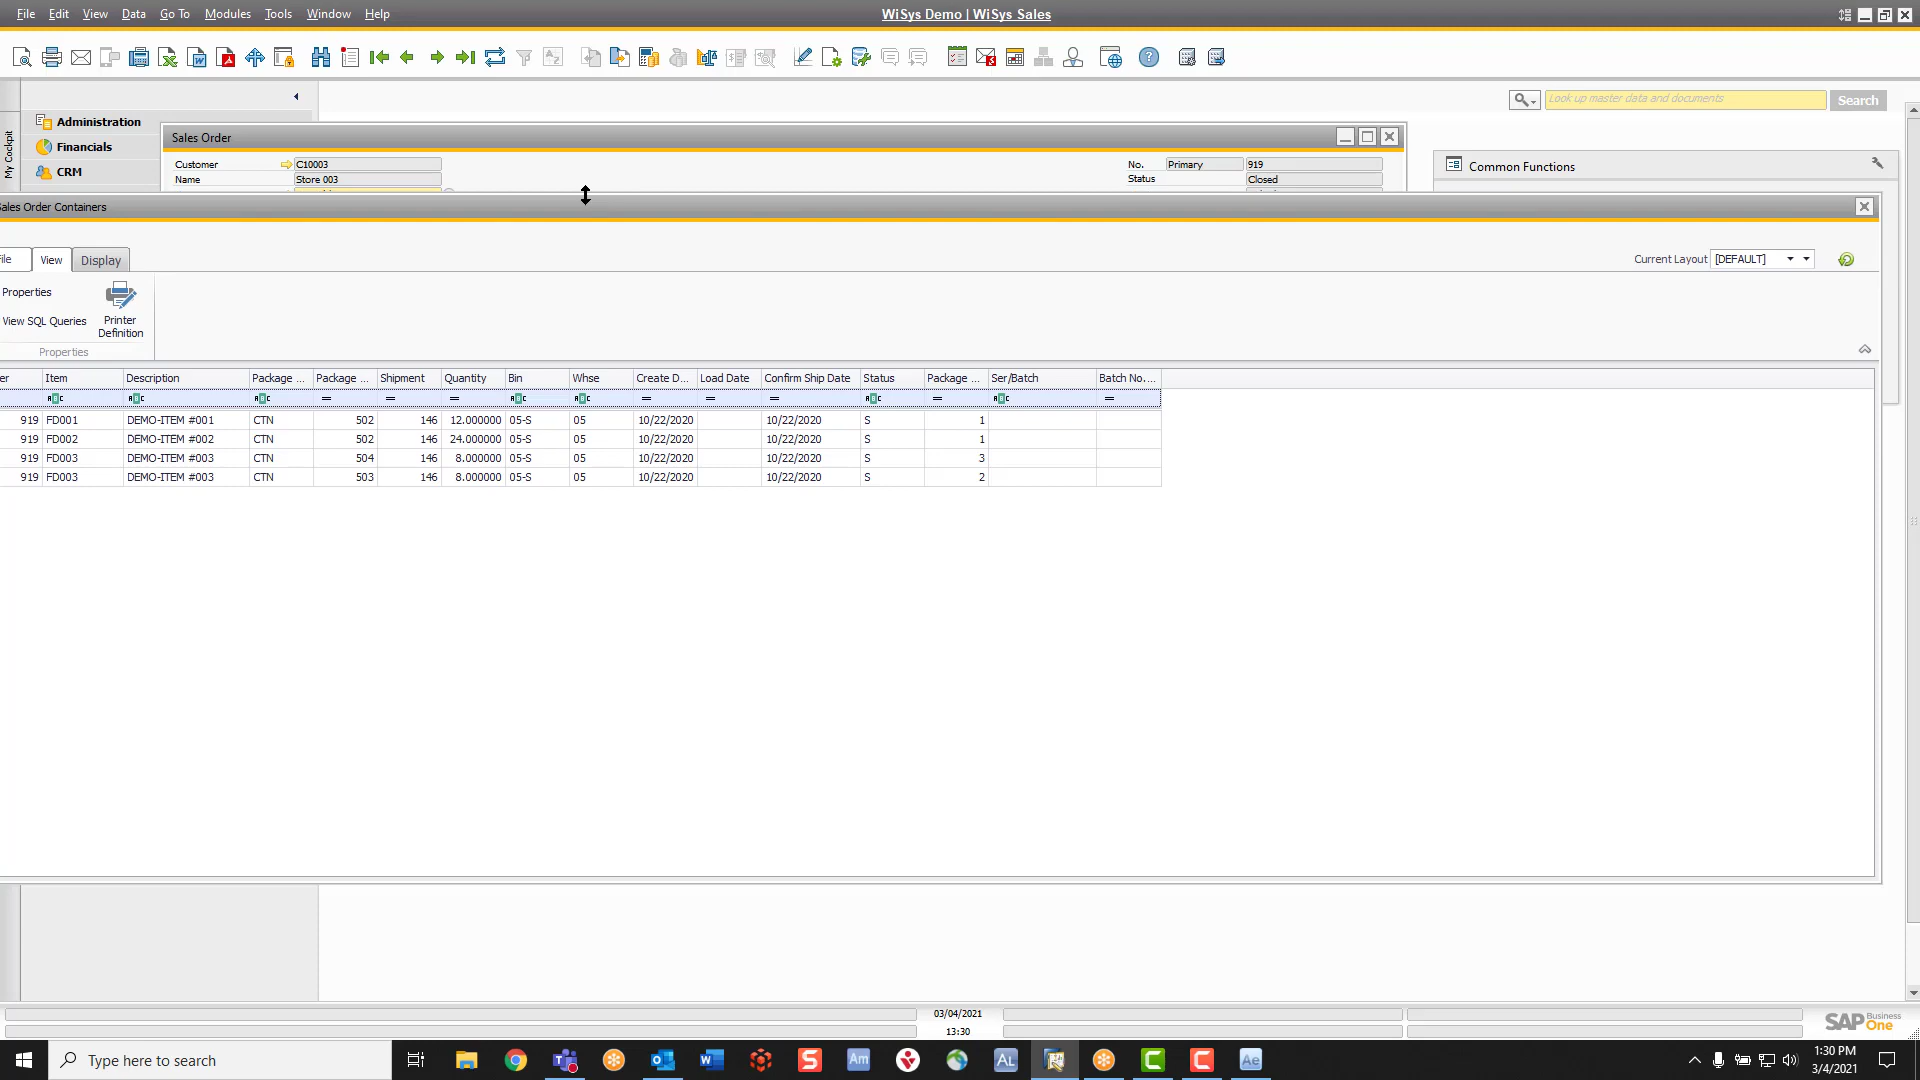 File Edit View Data Go To Modules Tools Window Help
WiSys Demo | WiSys Sales
Look up master data and documents
Search
My Cockpit
Administration
Financials
CRM
Sales Order
Customer C10003
Name Store 003
No. Primary 919
Status Closed
Common Functions
Sales Order Containers
File View Display
Current Layout [DEFAULT]
Properties
View SQL Queries
Printer
Definition
Properties
er Item Description Package ... Package ... Shipment Quantity Bin Whse Create D... Load Date Confirm Ship Date Status Package ... Ser/Batch Batch No....
919 FD001 DEMO-ITEM #001 CTN 502 146 12.000000 05-S 05 10/22/2020 10/22/2020 S 1
919 FD002 DEMO-ITEM #002 CTN 502 146 24.000000 05-S 05 10/22/2020 10/22/2020 S 1
919 FD003 DEMO-ITEM #003 CTN 504 146 8.000000 05-S 05 10/22/2020 10/22/2020 S 3
919 FD003 DEMO-ITEM #003 CTN 503 146 8.000000 05-S 05 10/22/2020 10/22/2020 S 2
03/04/2021
13:30
SAP Business
One
Type here to search
1:30 PM
3/4/2021